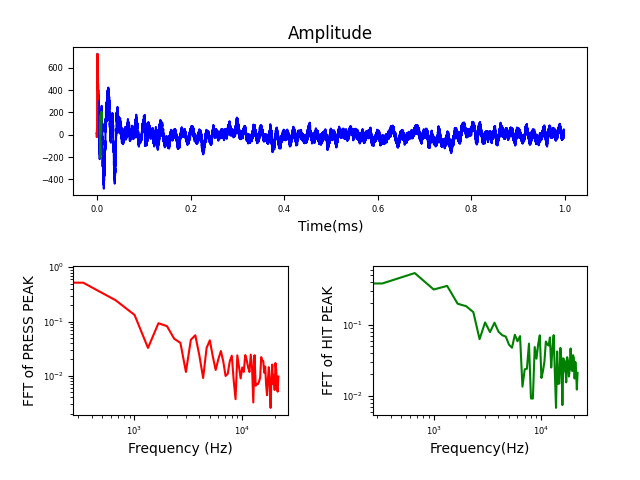 Amplitude
600
400
200
0
−200
−400
0.0 0.2 0.4 0.6 0.8 1.0
Time(ms)
FFT of PRESS PEAK
10⁰
10⁻¹
10⁻²
10³ 10⁴
Frequency (Hz)
FFT of HIT PEAK
10⁻¹
10⁻²
10³ 10⁴
Frequency(Hz)